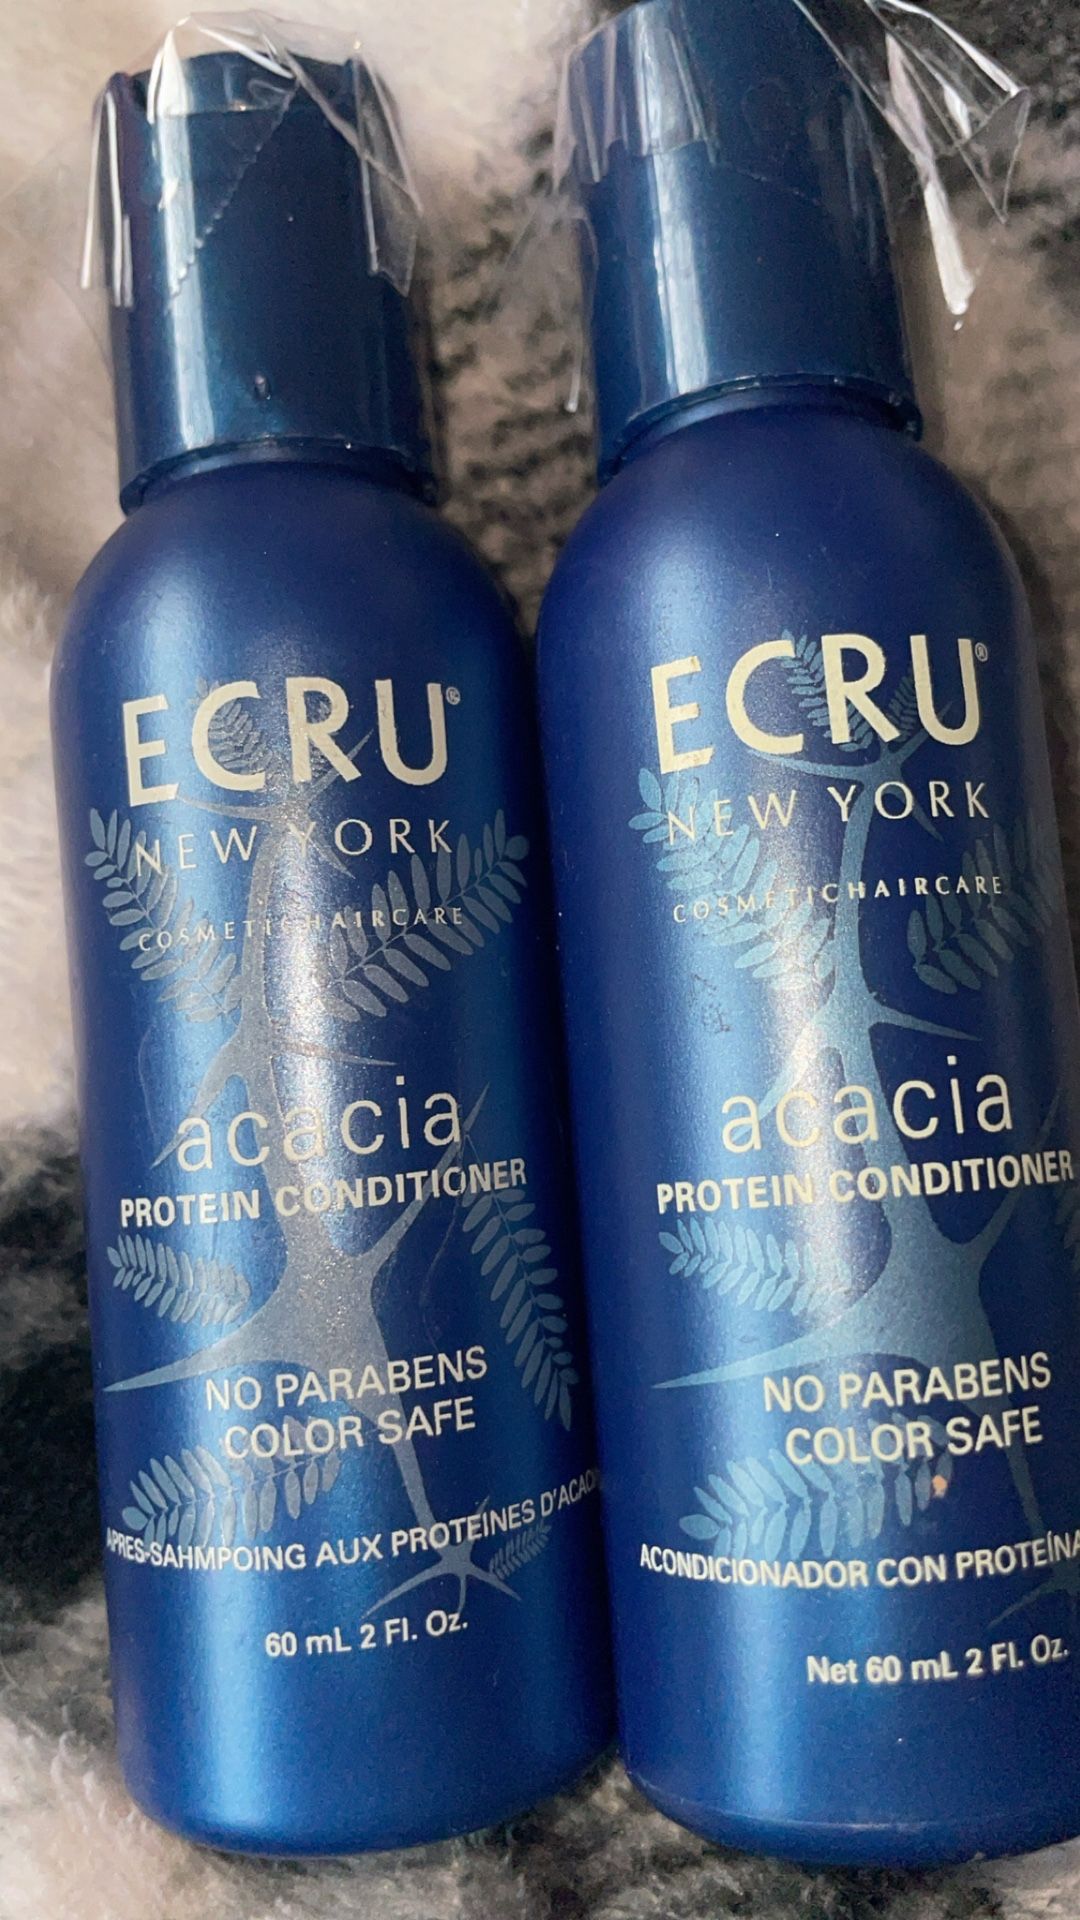 ECRU®
NEW YORK
COSMETICHAIRCARE
acacia
PROTEIN CONDITIONER
NO PARABENS
COLOR SAFE
APRES-SAHMPOING AUX PROTEÍNES D'ACACI
60 mL 2 Fl. Oz.
ECRU®
NEW YORK
COSMETICHAIRCARE
acacia
PROTEIN CONDITIONER
NO PARABENS
COLOR SAFE
ACONDICIONADOR CON PROTEÍNA
Net 60 mL 2 Fl. Oz.